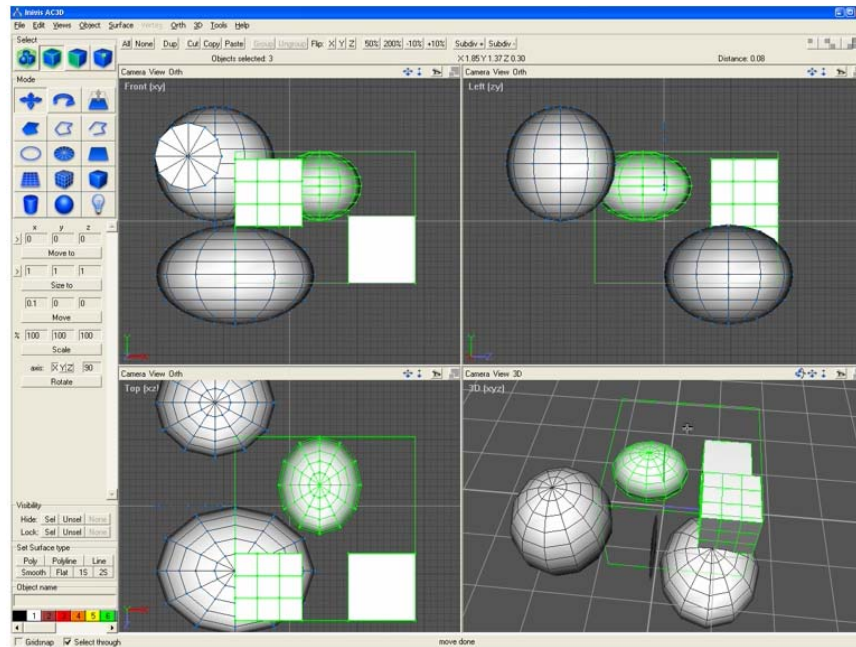 Inivis AC3D
File Edit Views Object Surface Vertex Orth 3D Tools Help
Select
All None Dup Cut Copy Paste Group Ungroup Flip: X Y Z 50% 200% -10% +10% Subdiv + Subdiv -
Objects selected: 3 X 1.85 Y 1.37 Z 0.30 Distance: 0.08
Camera View Orth
Front (xy)
Camera View Orth
Left (zy)
Mode
x y z
> 0 0 0
Move to
> 1 1 1
Size to
0.1 0 0
Move
% 100 100 100
Scale
axis: X Y Z 90
Rotate
Camera View Orth
Top (xz)
Camera View 3D
3D (xyz)
Visibility
Hide: Sel Unsel None
Lock: Sel Unsel None
Set Surface type
Poly Polyline Line
Smooth Flat 1S 2S
Object name
1 2 3 4 5 6
Gridsnap Select through move done